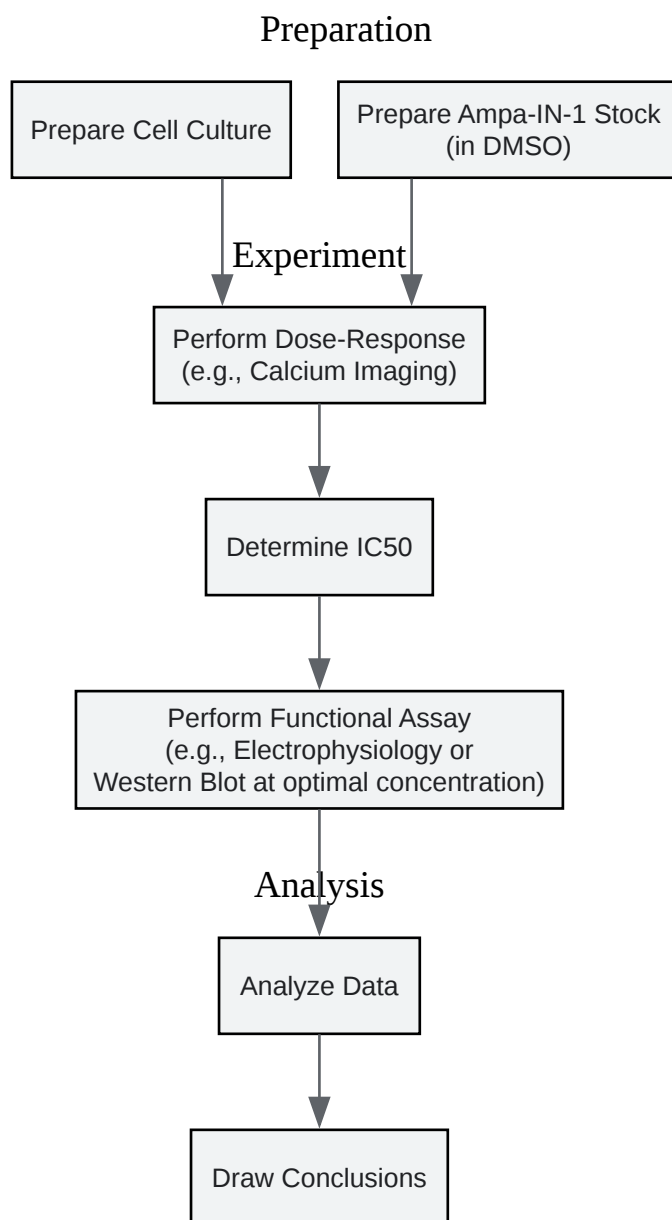 Preparation
Prepare Cell Culture
Prepare Ampa-IN-1 Stock
(in DMSO)
Experiment
Perform Dose-Response
(e.g., Calcium Imaging)
Determine IC50
Perform Functional Assay
(e.g., Electrophysiology or
Western Blot at optimal concentration)
Analysis
Analyze Data
Draw Conclusions